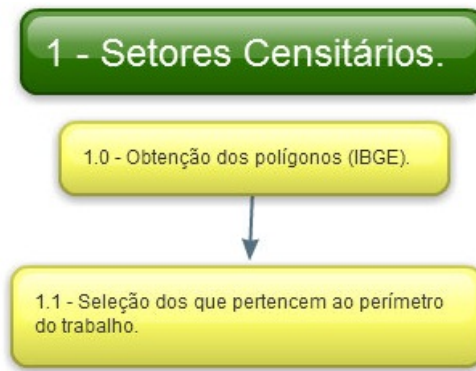 1 - Setores Censitários.
1.0 - Obtenção dos polígonos (IBGE).
1.1 - Seleção dos que pertencem ao perímetro
do trabalho.